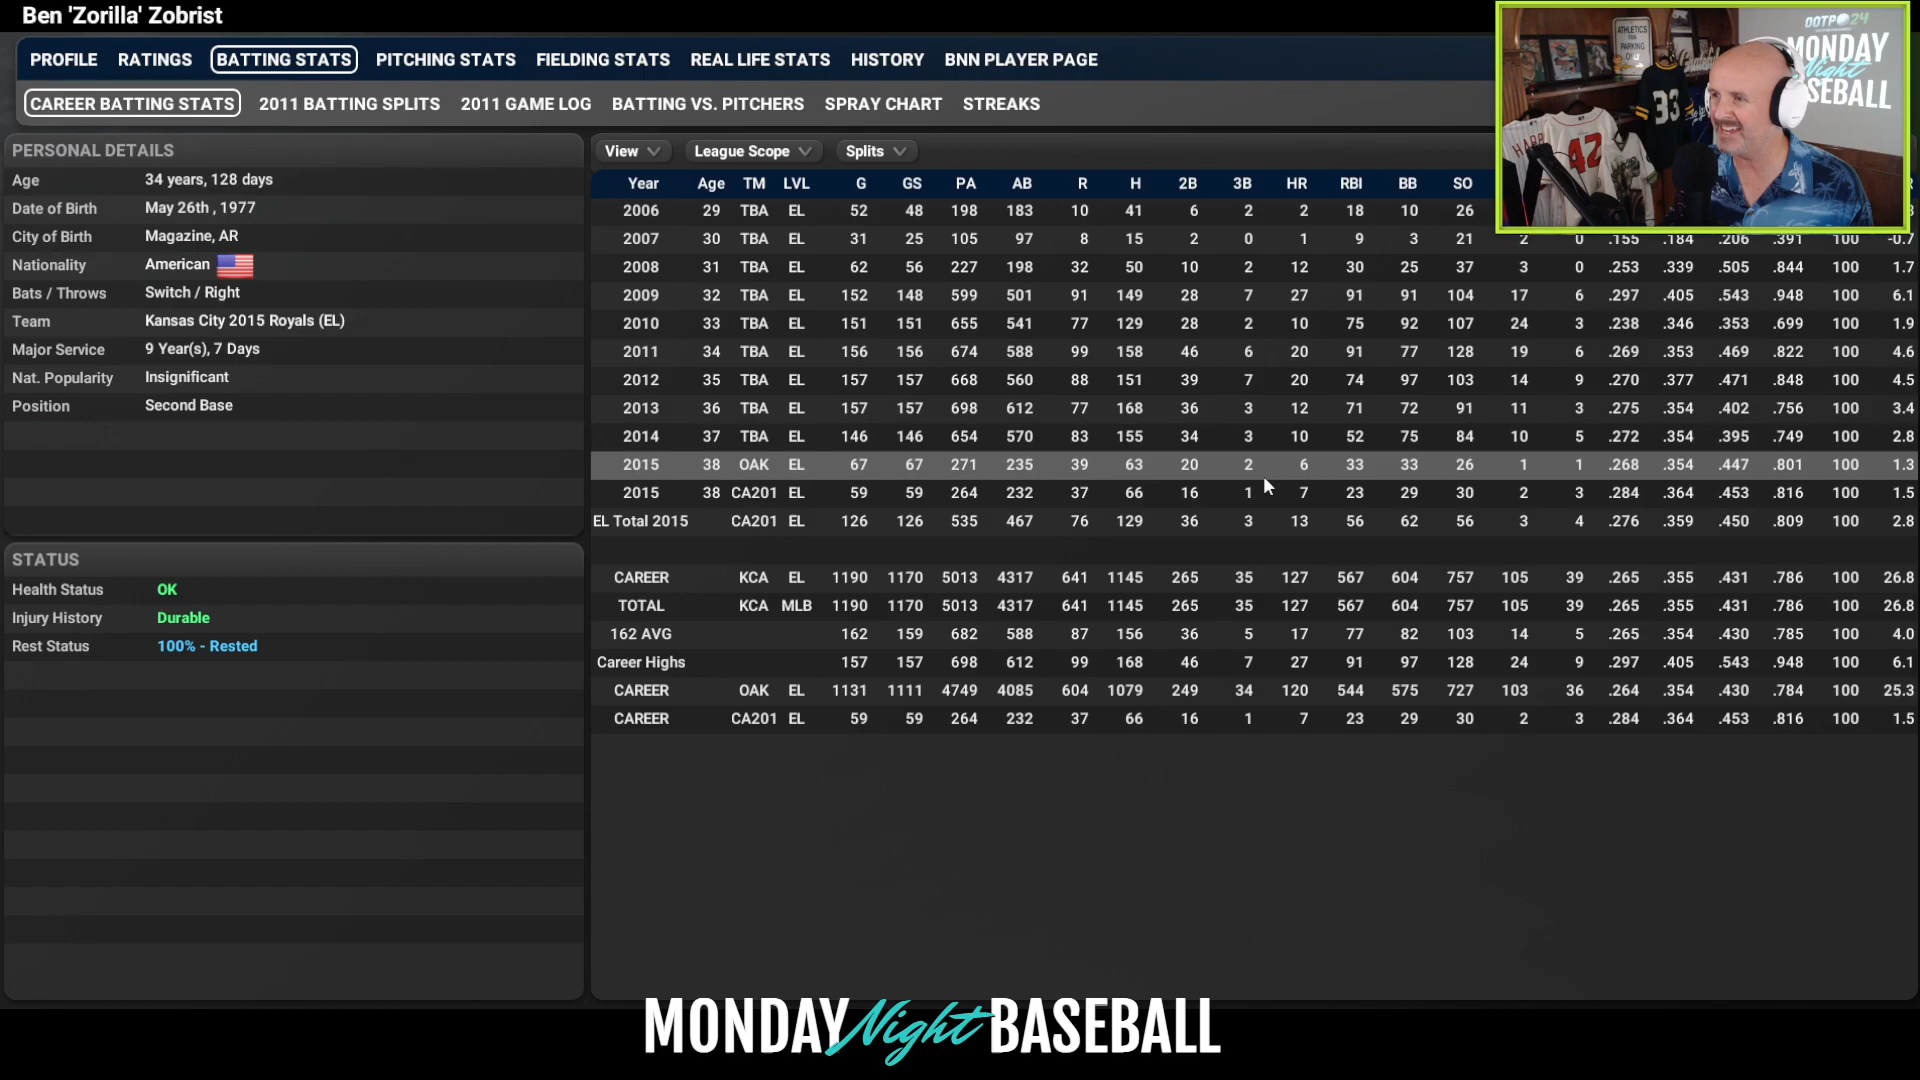 Ben 'Zorilla' Zobrist
PROFILE RATINGS BATTING STATS PITCHING STATS FIELDING STATS REAL LIFE STATS HISTORY BNN PLAYER PAGE
CAREER BATTING STATS 2011 BATTING SPLITS 2011 GAME LOG BATTING VS. PITCHERS SPRAY CHART STREAKS
OOTP 24
MONDAY
Night
BASEBALL
ATHLETICS
FAN
PARKING
ONLY
33
42
PERSONAL DETAILS
Age 34 years, 128 days
Date of Birth May 26th , 1977
City of Birth Magazine, AR
Nationality American
Bats / Throws Switch / Right
Team Kansas City 2015 Royals (EL)
Major Service 9 Year(s), 7 Days
Nat. Popularity Insignificant
Position Second Base
STATUS
Health Status OK
Injury History Durable
Rest Status 100% - Rested
View League Scope Splits
Year Age TM LVL G GS PA AB R H 2B 3B HR RBI BB SO
2006 29 TBA EL 52 48 198 183 10 41 6 2 2 18 10 26
2007 30 TBA EL 31 25 105 97 8 15 2 0 1 9 3 21 2 0 .155 .184 .206 .391 100 -0.7
2008 31 TBA EL 62 56 227 198 32 50 10 2 12 30 25 37 3 0 .253 .339 .505 .844 100 1.7
2009 32 TBA EL 152 148 599 501 91 149 28 7 27 91 91 104 17 6 .297 .405 .543 .948 100 6.1
2010 33 TBA EL 151 151 655 541 77 129 28 2 10 75 92 107 24 3 .238 .346 .353 .699 100 1.9
2011 34 TBA EL 156 156 674 588 99 158 46 6 20 91 77 128 19 6 .269 .353 .469 .822 100 4.6
2012 35 TBA EL 157 157 668 560 88 151 39 7 20 74 97 103 14 9 .270 .377 .471 .848 100 4.5
2013 36 TBA EL 157 157 698 612 77 168 36 3 12 71 72 91 11 3 .275 .354 .402 .756 100 3.4
2014 37 TBA EL 146 146 654 570 83 155 34 3 10 52 75 84 10 5 .272 .354 .395 .749 100 2.8
2015 38 OAK EL 67 67 271 235 39 63 20 2 6 33 33 26 1 1 .268 .354 .447 .801 100 1.3
2015 38 CA201 EL 59 59 264 232 37 66 16 1 7 23 29 30 2 3 .284 .364 .453 .816 100 1.5
EL Total 2015 CA201 EL 126 126 535 467 76 129 36 3 13 56 62 56 3 4 .276 .359 .450 .809 100 2.8
CAREER KCA EL 1190 1170 5013 4317 641 1145 265 35 127 567 604 757 105 39 .265 .355 .431 .786 100 26.8
TOTAL KCA MLB 1190 1170 5013 4317 641 1145 265 35 127 567 604 757 105 39 .265 .355 .431 .786 100 26.8
162 AVG 162 159 682 588 87 156 36 5 17 77 82 103 14 5 .265 .354 .430 .785 100 4.0
Career Highs 157 157 698 612 99 168 46 7 27 91 97 128 24 9 .297 .405 .543 .948 100 6.1
CAREER OAK EL 1131 1111 4749 4085 604 1079 249 34 120 544 575 727 103 36 .264 .354 .430 .784 100 25.3
CAREER CA201 EL 59 59 264 232 37 66 16 1 7 23 29 30 2 3 .284 .364 .453 .816 100 1.5
MONDAY Night BASEBALL